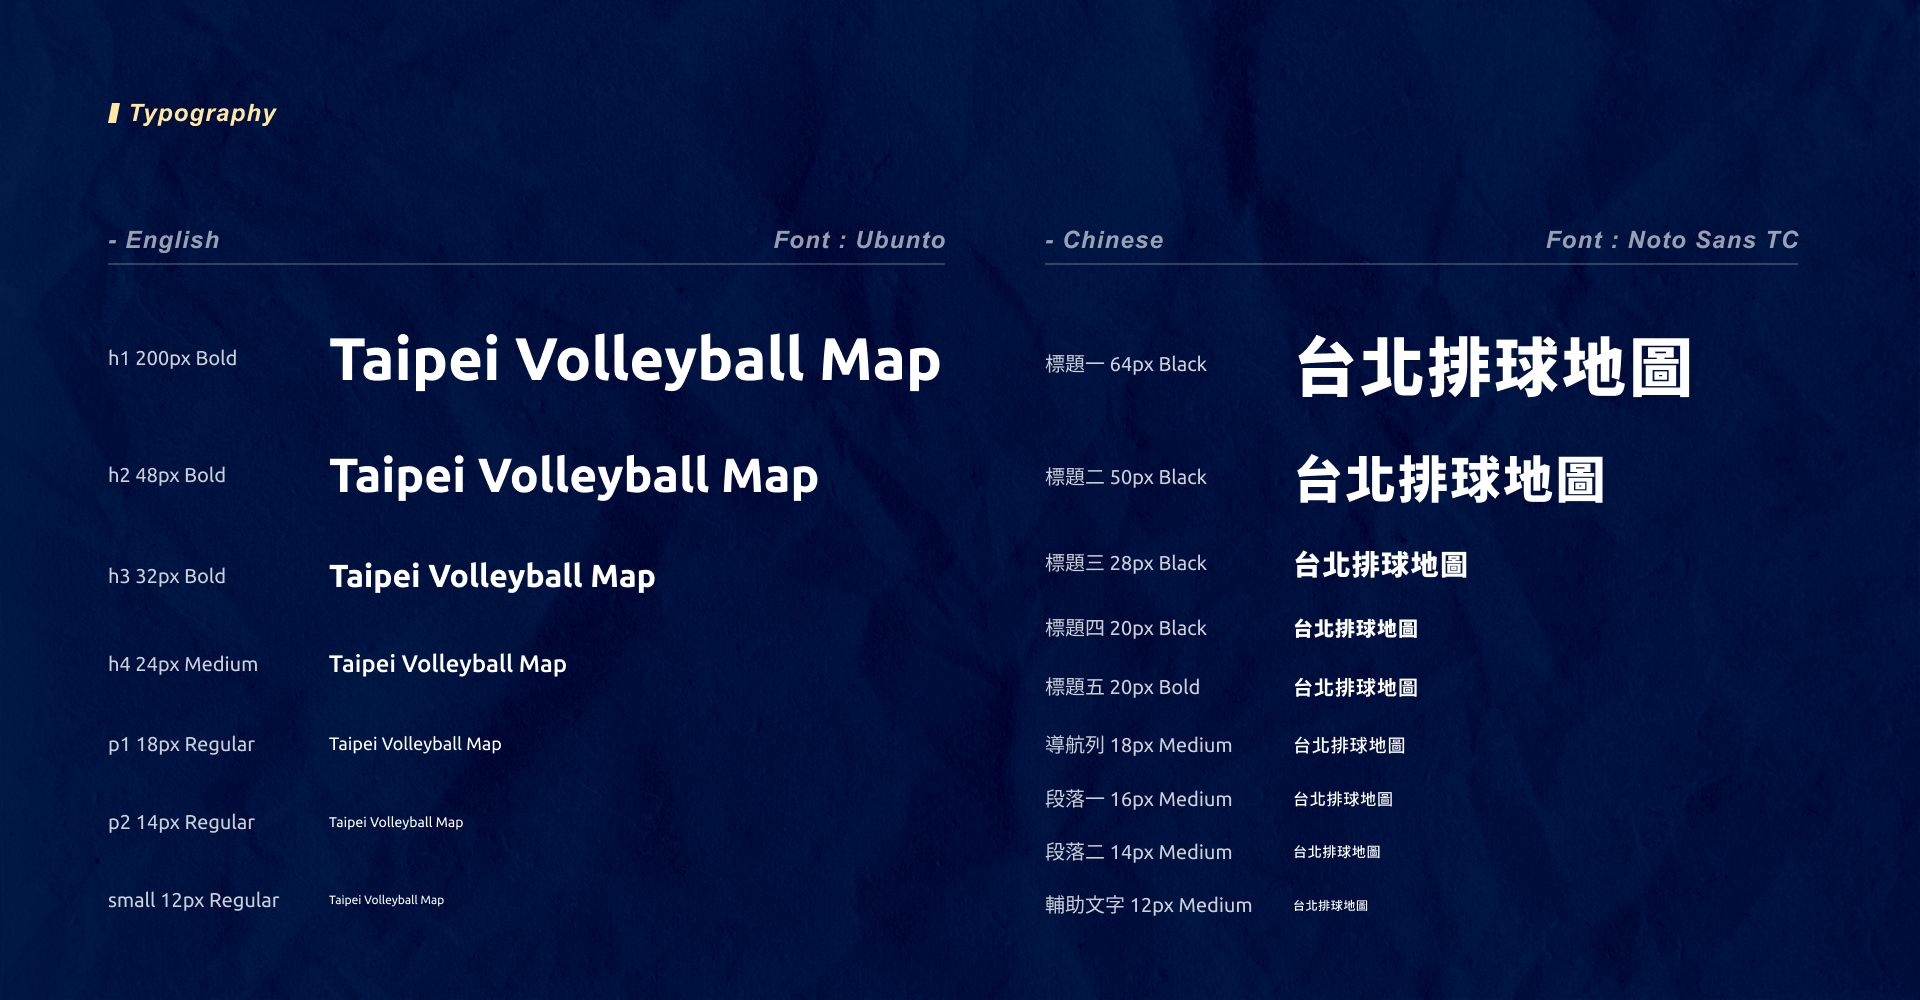 Typography
- English
Font : Ubunto
h1 200px Bold
Taipei Volleyball Map
h2 48px Bold
Taipei Volleyball Map
h3 32px Bold
Taipei Volleyball Map
h4 24px Medium
Taipei Volleyball Map
p1 18px Regular
Taipei Volleyball Map
p2 14px Regular
Taipei Volleyball Map
small 12px Regular
Taipei Volleyball Map
- Chinese
Font : Noto Sans TC
標題一 64px Black
台北排球地圖
標題二 50px Black
台北排球地圖
標題三 28px Black
台北排球地圖
標題四 20px Black
台北排球地圖
標題五 20px Bold
台北排球地圖
導航列 18px Medium
台北排球地圖
段落一 16px Medium
台北排球地圖
段落二 14px Medium
台北排球地圖
輔助文字 12px Medium
台北排球地圖